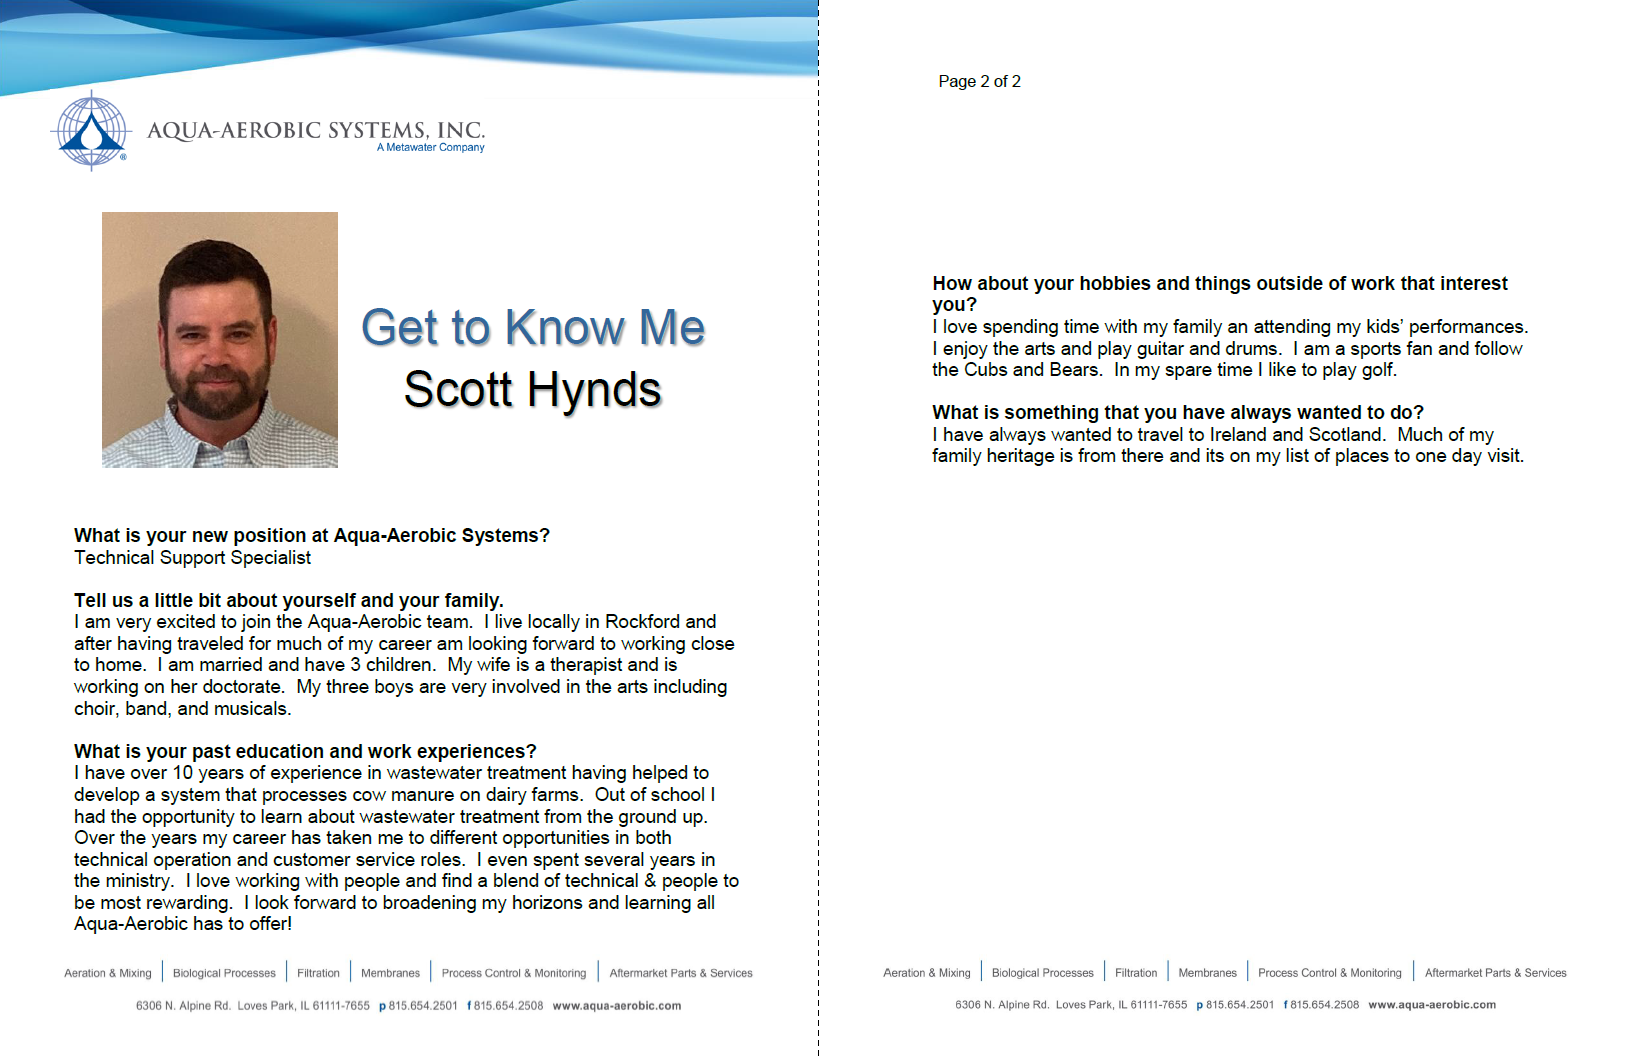 AQUA-AEROBIC SYSTEMS, INC.
A Metawater Company
®
Get to Know Me
Scott Hynds
What is your new position at Aqua-Aerobic Systems?
Technical Support Specialist
Tell us a little bit about yourself and your family.
I am very excited to join the Aqua-Aerobic team.  I live locally in Rockford and
after having traveled for much of my career am looking forward to working close
to home.  I am married and have 3 children.  My wife is a therapist and is
working on her doctorate.  My three boys are very involved in the arts including
choir, band, and musicals.
What is your past education and work experiences?
I have over 10 years of experience in wastewater treatment having helped to
develop a system that processes cow manure on dairy farms.  Out of school I
had the opportunity to learn about wastewater treatment from the ground up.
Over the years my career has taken me to different opportunities in both
technical operation and customer service roles.  I even spent several years in
the ministry.  I love working with people and find a blend of technical & people to
be most rewarding.  I look forward to broadening my horizons and learning all
Aqua-Aerobic has to offer!
Aeration & Mixing | Biological Processes | Filtration | Membranes | Process Control & Monitoring | Aftermarket Parts & Services
6306 N. Alpine Rd.  Loves Park, IL 61111-7655  p 815.654.2501  f 815.654.2508  www.aqua-aerobic.com
Page 2 of 2
How about your hobbies and things outside of work that interest
you?
I love spending time with my family an attending my kids’ performances.
I enjoy the arts and play guitar and drums.  I am a sports fan and follow
the Cubs and Bears.  In my spare time I like to play golf.
What is something that you have always wanted to do?
I have always wanted to travel to Ireland and Scotland.  Much of my
family heritage is from there and its on my list of places to one day visit.
Aeration & Mixing | Biological Processes | Filtration | Membranes | Process Control & Monitoring | Aftermarket Parts & Services
6306 N. Alpine Rd.  Loves Park, IL 61111-7655  p 815.654.2501  f 815.654.2508  www.aqua-aerobic.com